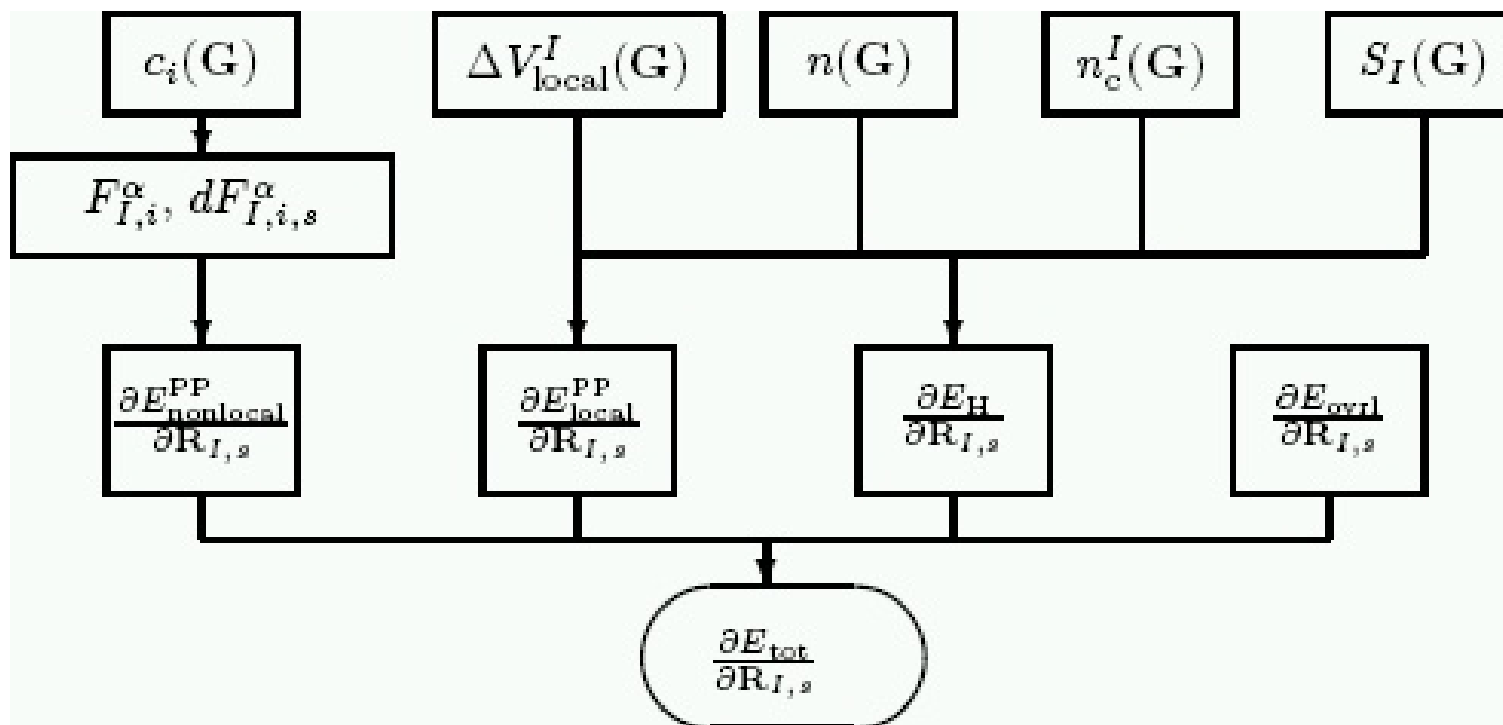 c_i(G)
ΔV^I_local(G)
n(G)
n^I_c(G)
S_I(G)
F^α_{I,i}, dF^α_{I,i,s}
∂E^PP_nonlocal / ∂R_{I,s}
∂E^PP_local / ∂R_{I,s}
∂E_H / ∂R_{I,s}
∂E_ovrl / ∂R_{I,s}
∂E_tot / ∂R_{I,s}